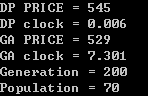 DP PRICE = 545
DP clock = 0.006
GA PRICE = 529
GA clock = 7.301
Generation = 200
Population = 70